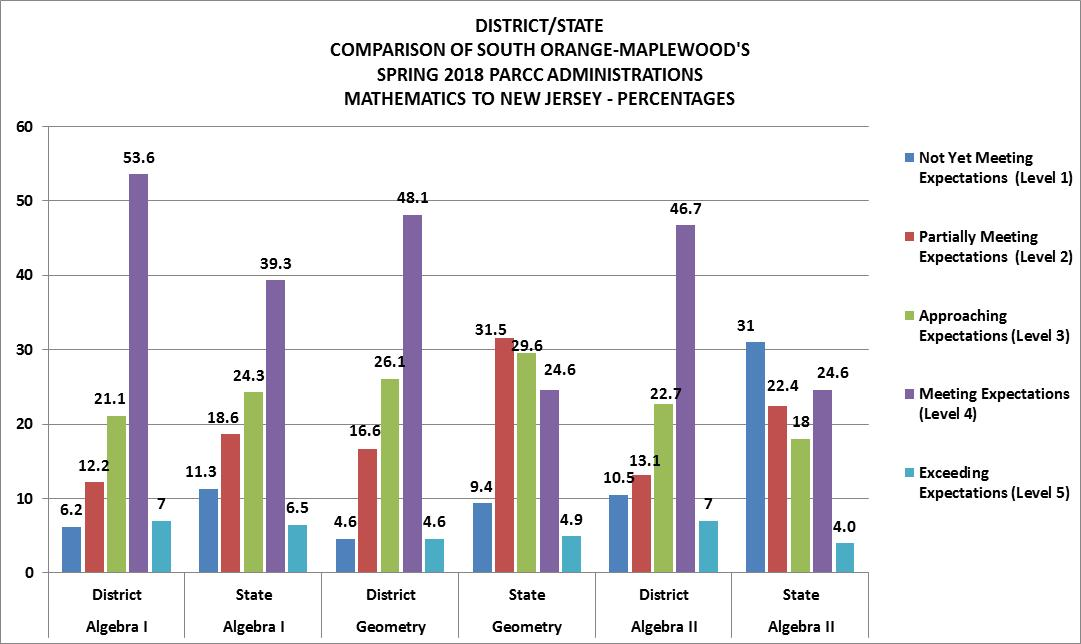 DISTRICT/STATE
COMPARISON OF SOUTH ORANGE-MAPLEWOOD'S
SPRING 2018 PARCC ADMINISTRATIONS
MATHEMATICS TO NEW JERSEY - PERCENTAGES
60
50
40
30
20
10
0
6.2
12.2
21.1
53.6
7
11.3
18.6
24.3
39.3
6.5
4.6
16.6
26.1
48.1
4.6
9.4
31.5
29.6
24.6
4.9
10.5
13.1
22.7
46.7
7
31
22.4
18
24.6
4.0
District
State
District
State
District
State
Algebra I
Algebra I
Geometry
Geometry
Algebra II
Algebra II
Not Yet Meeting
Expectations (Level 1)
Partially Meeting
Expectations (Level 2)
Approaching
Expectations (Level 3)
Meeting Expectations
(Level 4)
Exceeding
Expectations (Level 5)